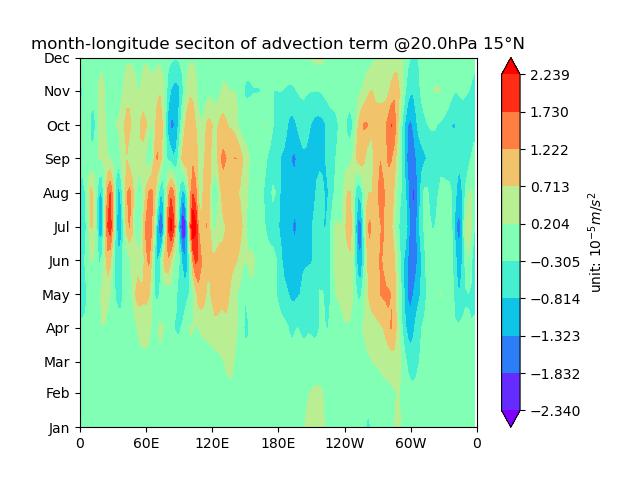 month-longitude seciton of advection term @20.0hPa 15°N
Dec
Nov
Oct
Sep
Aug
Jul
Jun
May
Apr
Mar
Feb
Jan
0 60E 120E 180E 120W 60W 0
2.239
1.730
1.222
0.713
0.204
−0.305
−0.814
−1.323
−1.832
−2.340
unit: 10⁻⁵m/s²